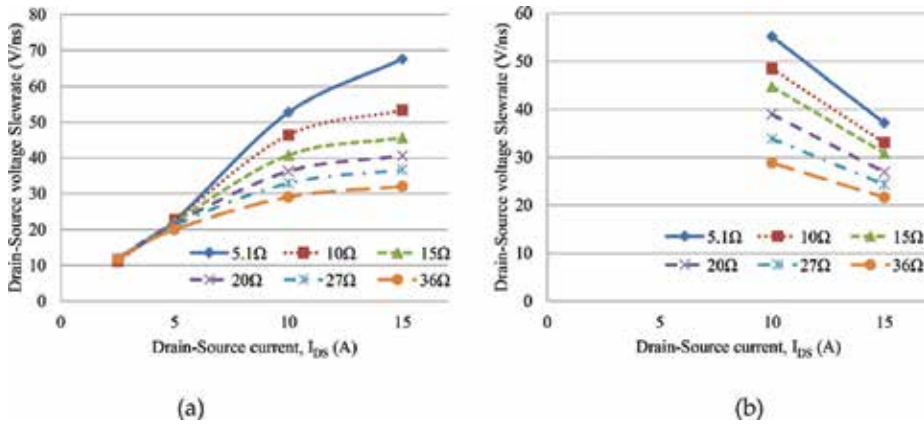 Drain-Source voltage Slewrate (V/ns)
80
70
60
50
40
30
20
10
0
5.1Ω 10Ω 15Ω
20Ω 27Ω 36Ω
0 5 10 15
Drain-Source current, I_DS (A)
(a)
Drain-Source voltage Slewrate (V/ns)
60
50
40
30
20
10
0
5.1Ω 10Ω 15Ω
20Ω 27Ω 36Ω
0 5 10 15
Drain-Source current, I_DS (A)
(b)